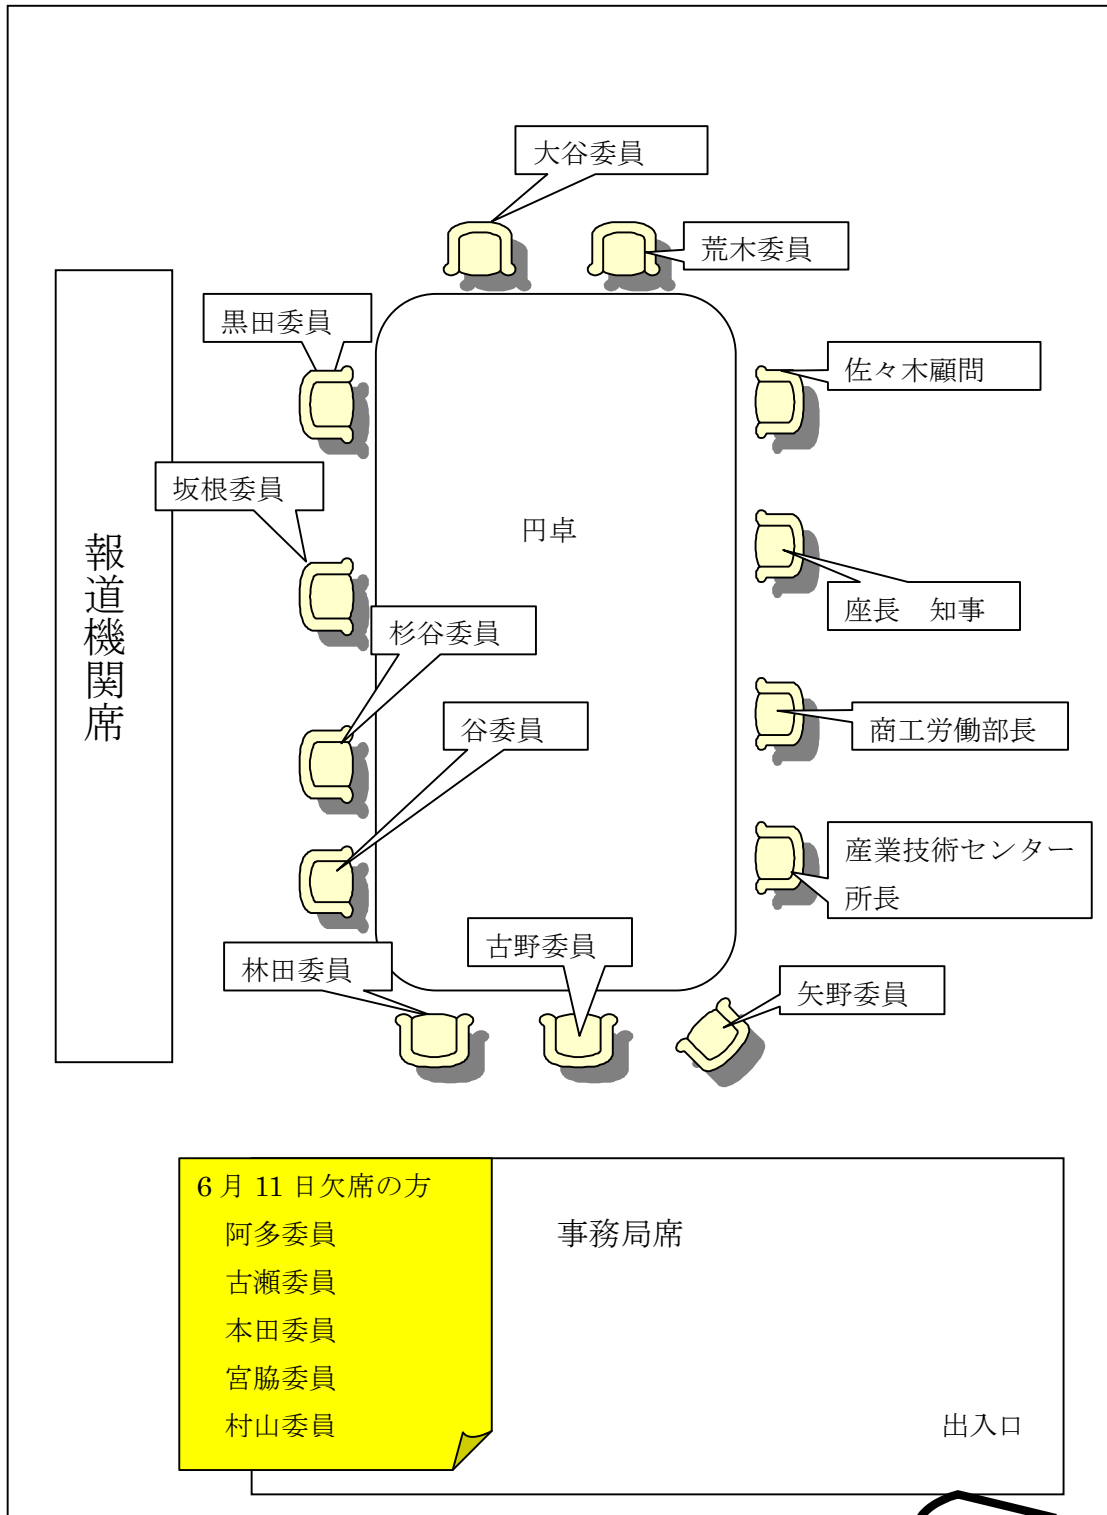 大谷委員
荒木委員
黒田委員
佐々木顧問
坂根委員
円卓
報道機関席
座長　知事
杉谷委員
谷委員
商工労働部長
産業技術センター
所長
古野委員
林田委員
矢野委員
6月11日欠席の方
阿多委員
古瀬委員
本田委員
宮脇委員
村山委員
事務局席
出入口